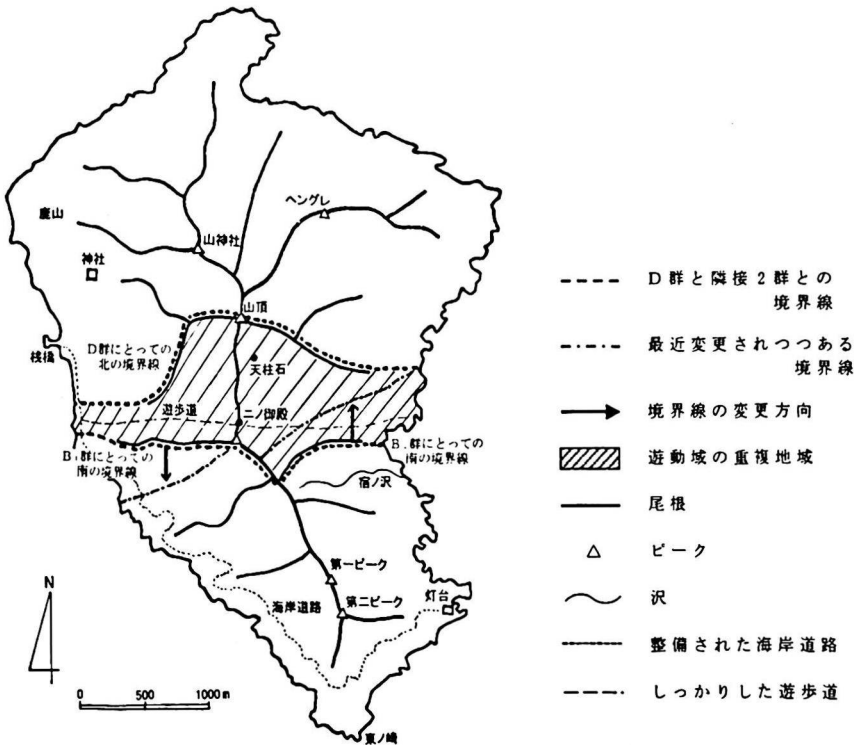 ヘングレ
鹿山
山神社
神社
山頂
桟橋
D群にとっての
北の境界線
天柱石
遊歩道
二ノ御殿
B₁群にとっての
南の境界線
B₁群にとっての
南の境界線
宿ノ沢
第一ピーク
第二ピーク
灯台
海岸道路
東ノ崎
N
0 500 1000m
D群と隣接2群との
境界線
最近変更されつつある
境界線
境界線の変更方向
遊動域の重複地域
尾根
ピーク
沢
整備された海岸道路
しっかりした遊歩道